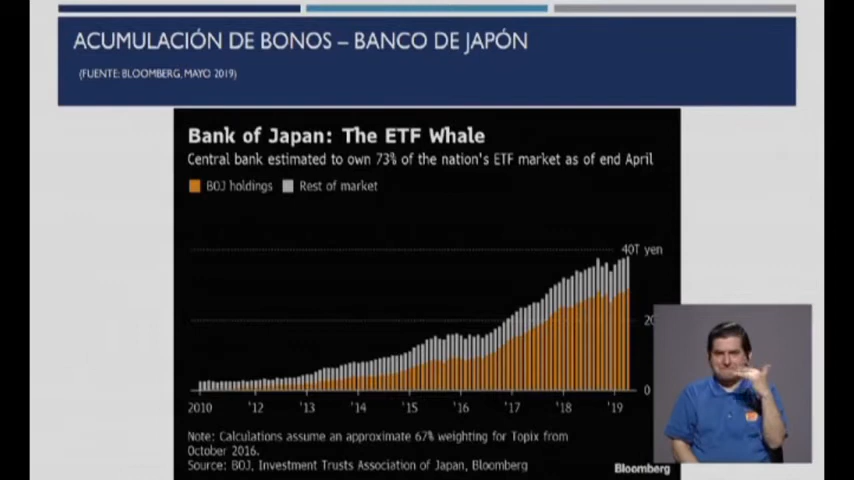 ACUMULACIÓN DE BONOS – BANCO DE JAPÓN
(FUENTE: BLOOMBERG, MAYO 2019)
Bank of Japan: The ETF Whale
Central bank estimated to own 73% of the nation's ETF market as of end April
BOJ holdings Rest of market
40T yen
0
2010 '12 '13 '14 '15 '16 '17 '18 '19
Note: Calculations assume an approximate 67% weighting for Topix from
October 2016.
Source: BOJ, Investment Trusts Association of Japan, Bloomberg
Bloomberg